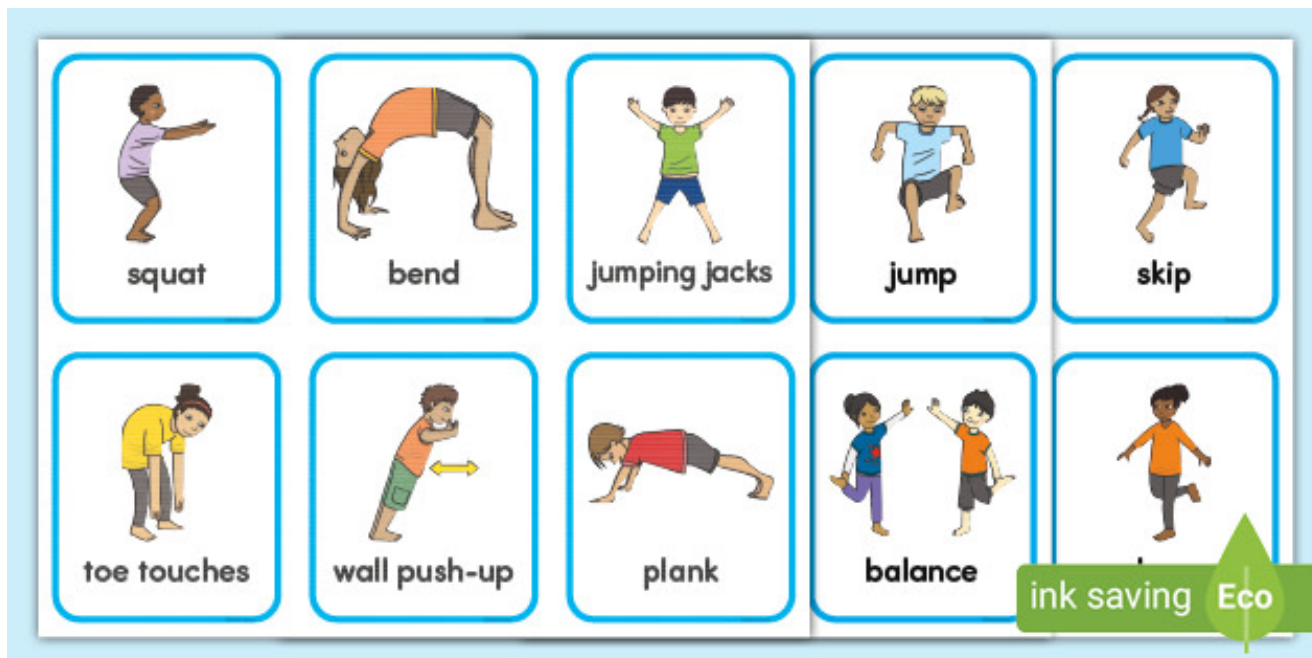 squat
bend
jumping jacks
jump
skip
toe touches
wall push-up
plank
balance
ink saving Eco